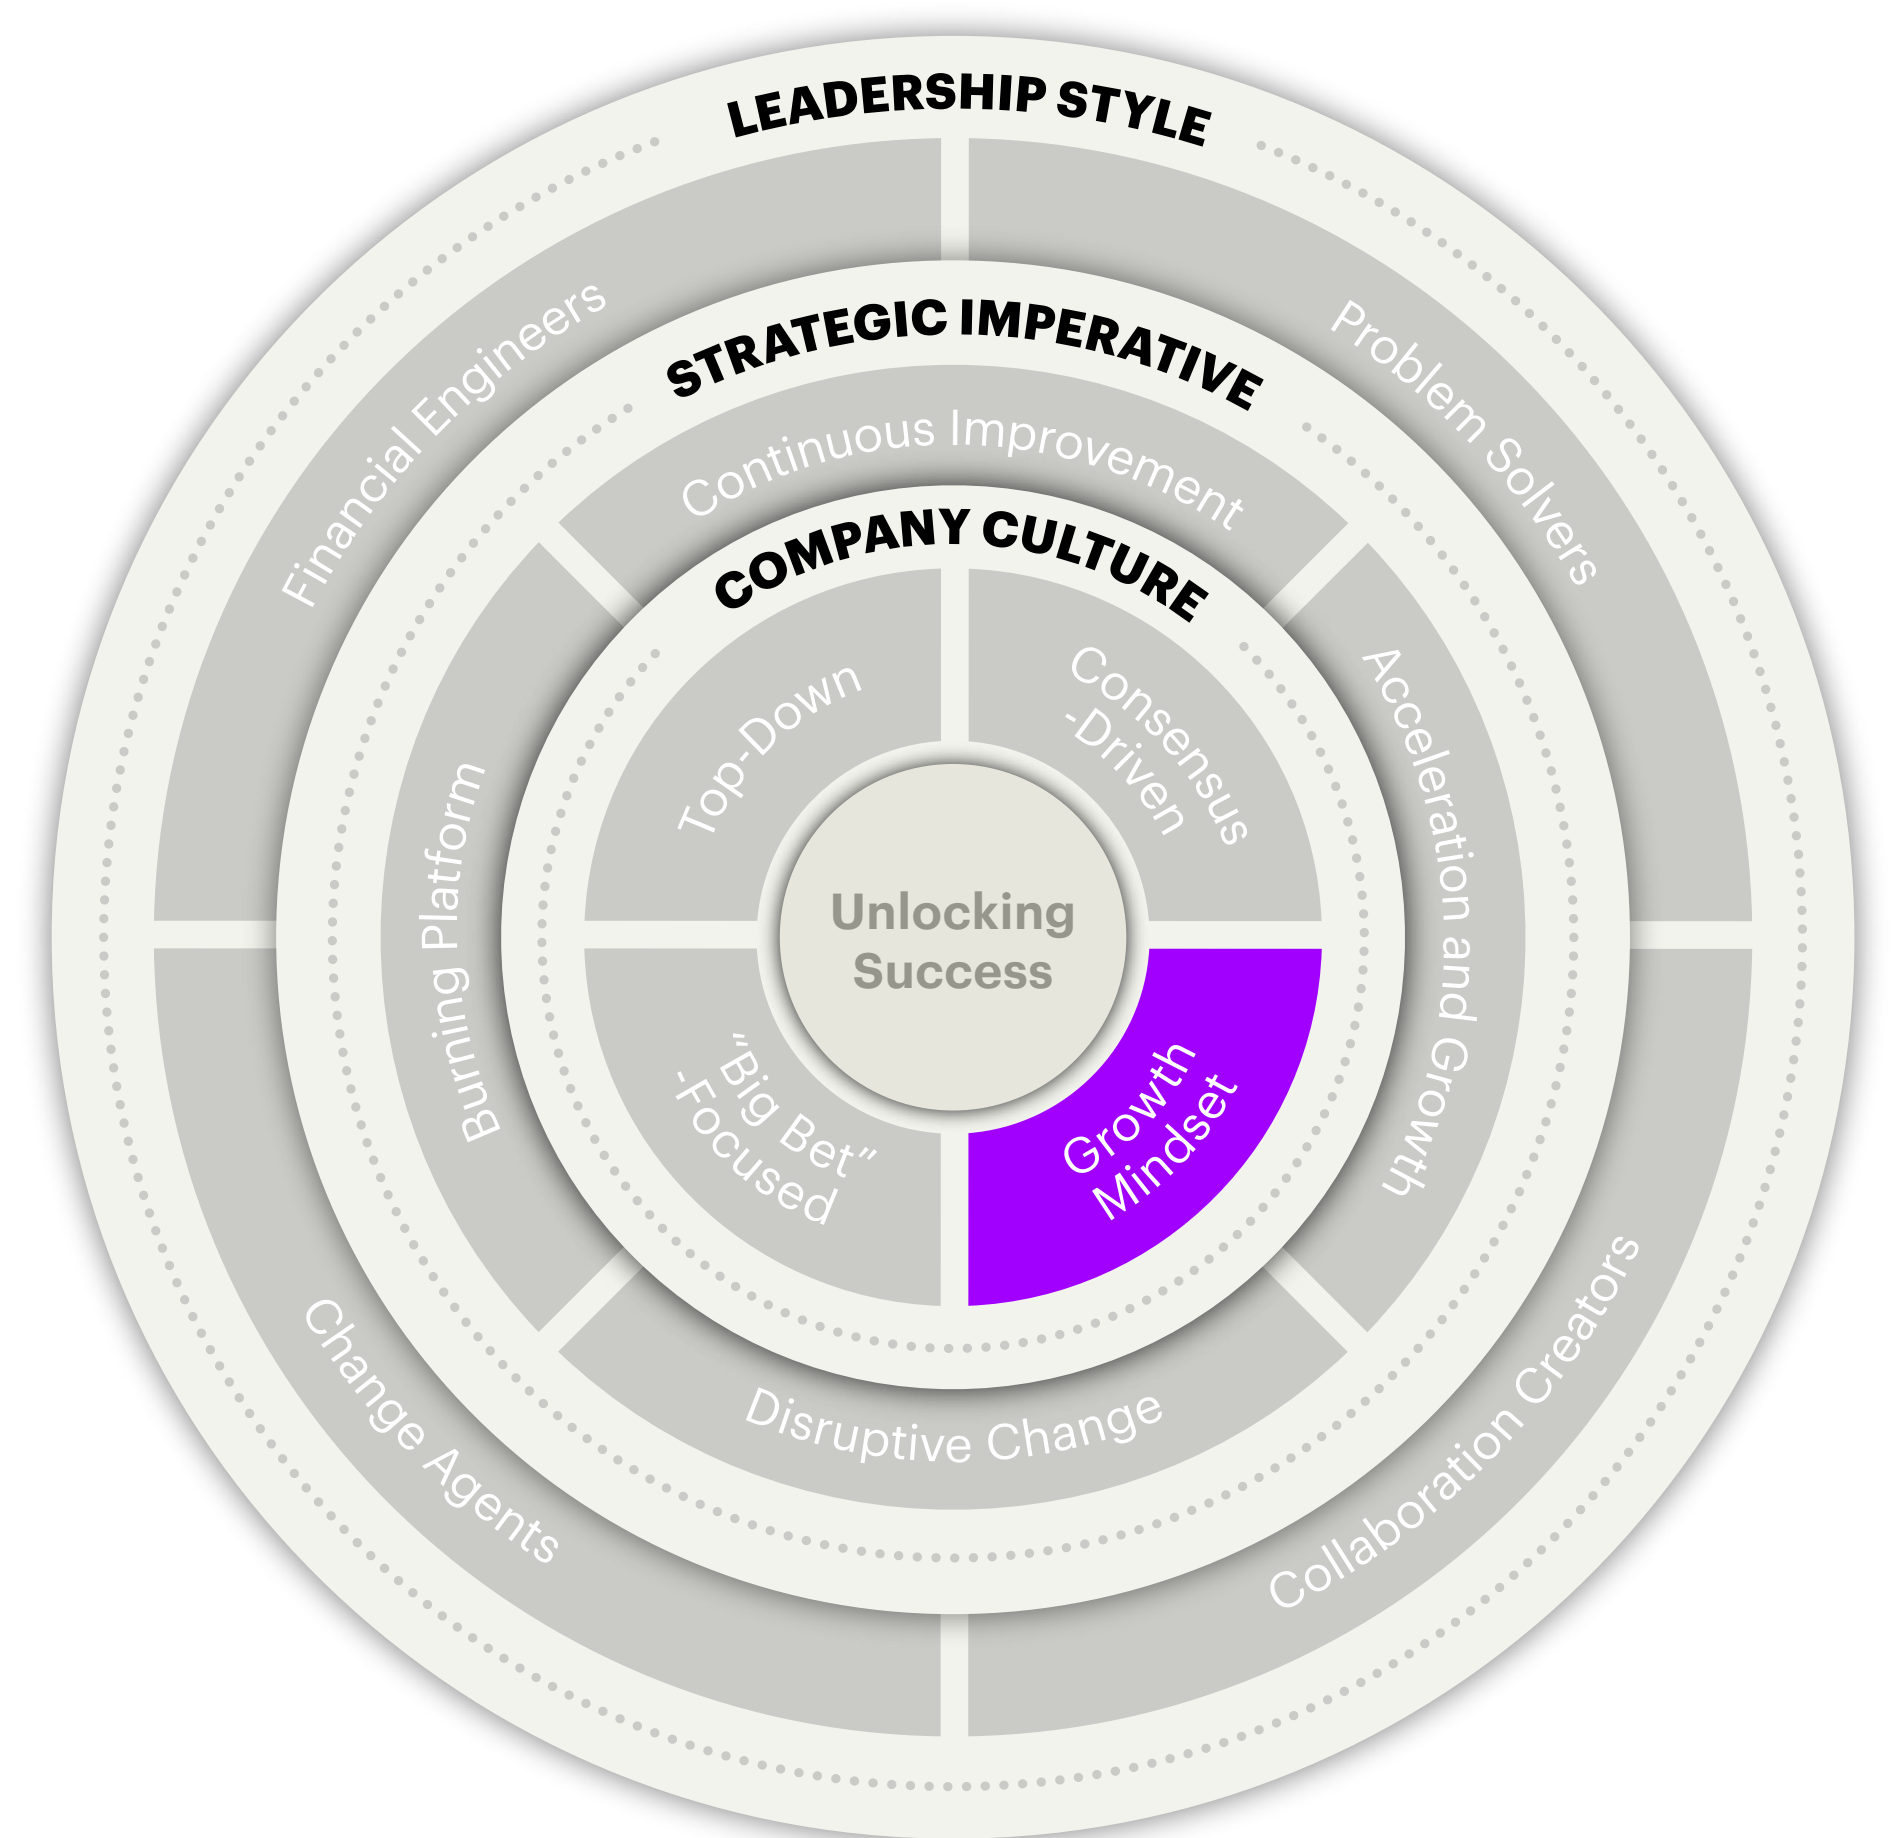 LEADERSHIP STYLE
Financial Engineers
Problem Solvers
Change Agents
Collaboration Creators
STRATEGIC IMPERATIVE
Continuous Improvement
Burning Platform
Acceleration and Growth
Disruptive Change
COMPANY CULTURE
Top-Down
Consensus
-Driven
“Big Bet”
-Focused
Growth
Mindset
Unlocking
Success